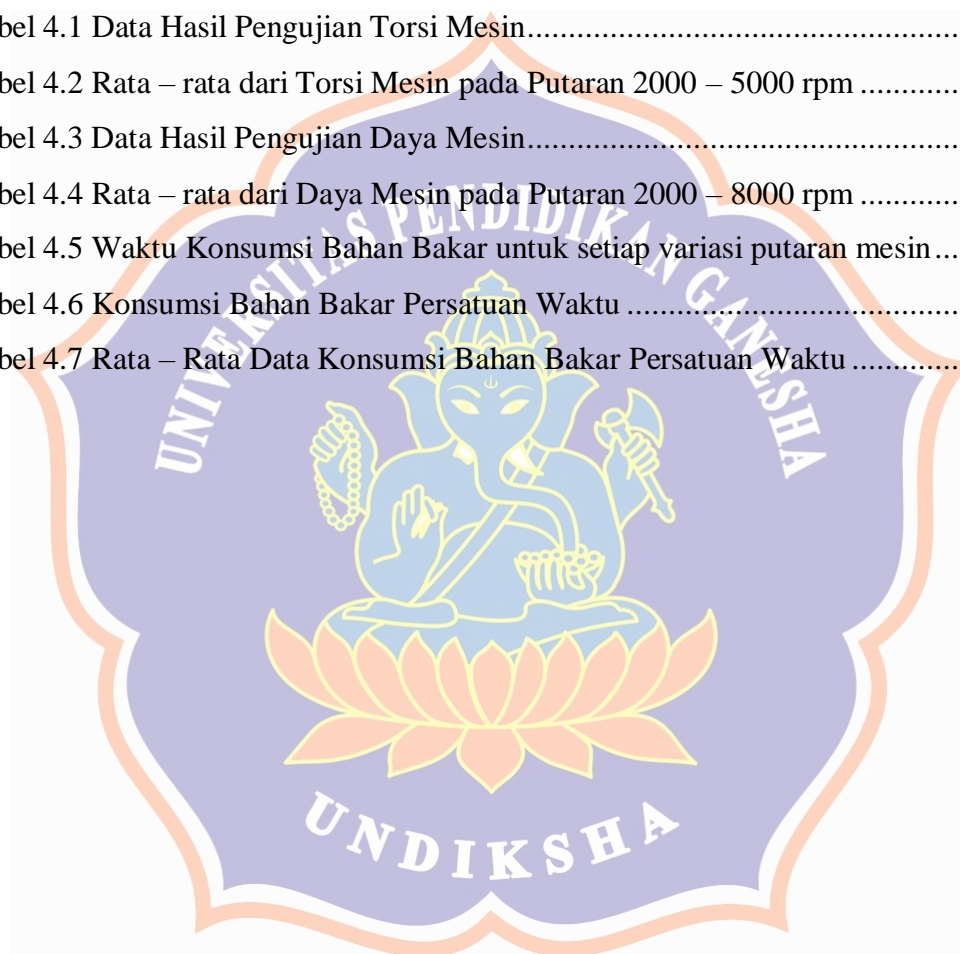 bel 4.1 Data Hasil Pengujian Torsi Mesin
bel 4.2 Rata – rata dari Torsi Mesin pada Putaran 2000 – 5000 rpm
bel 4.3 Data Hasil Pengujian Daya Mesin
bel 4.4 Rata – rata dari Daya Mesin pada Putaran 2000 – 8000 rpm
bel 4.5 Waktu Konsumsi Bahan Bakar untuk setiap variasi putaran mesin
bel 4.6 Konsumsi Bahan Bakar Persatuan Waktu
bel 4.7 Rata – Rata Data Konsumsi Bahan Bakar Persatuan Waktu
UNIVERSITAS PENDIDIKAN GANESHA
UNDIKSHA